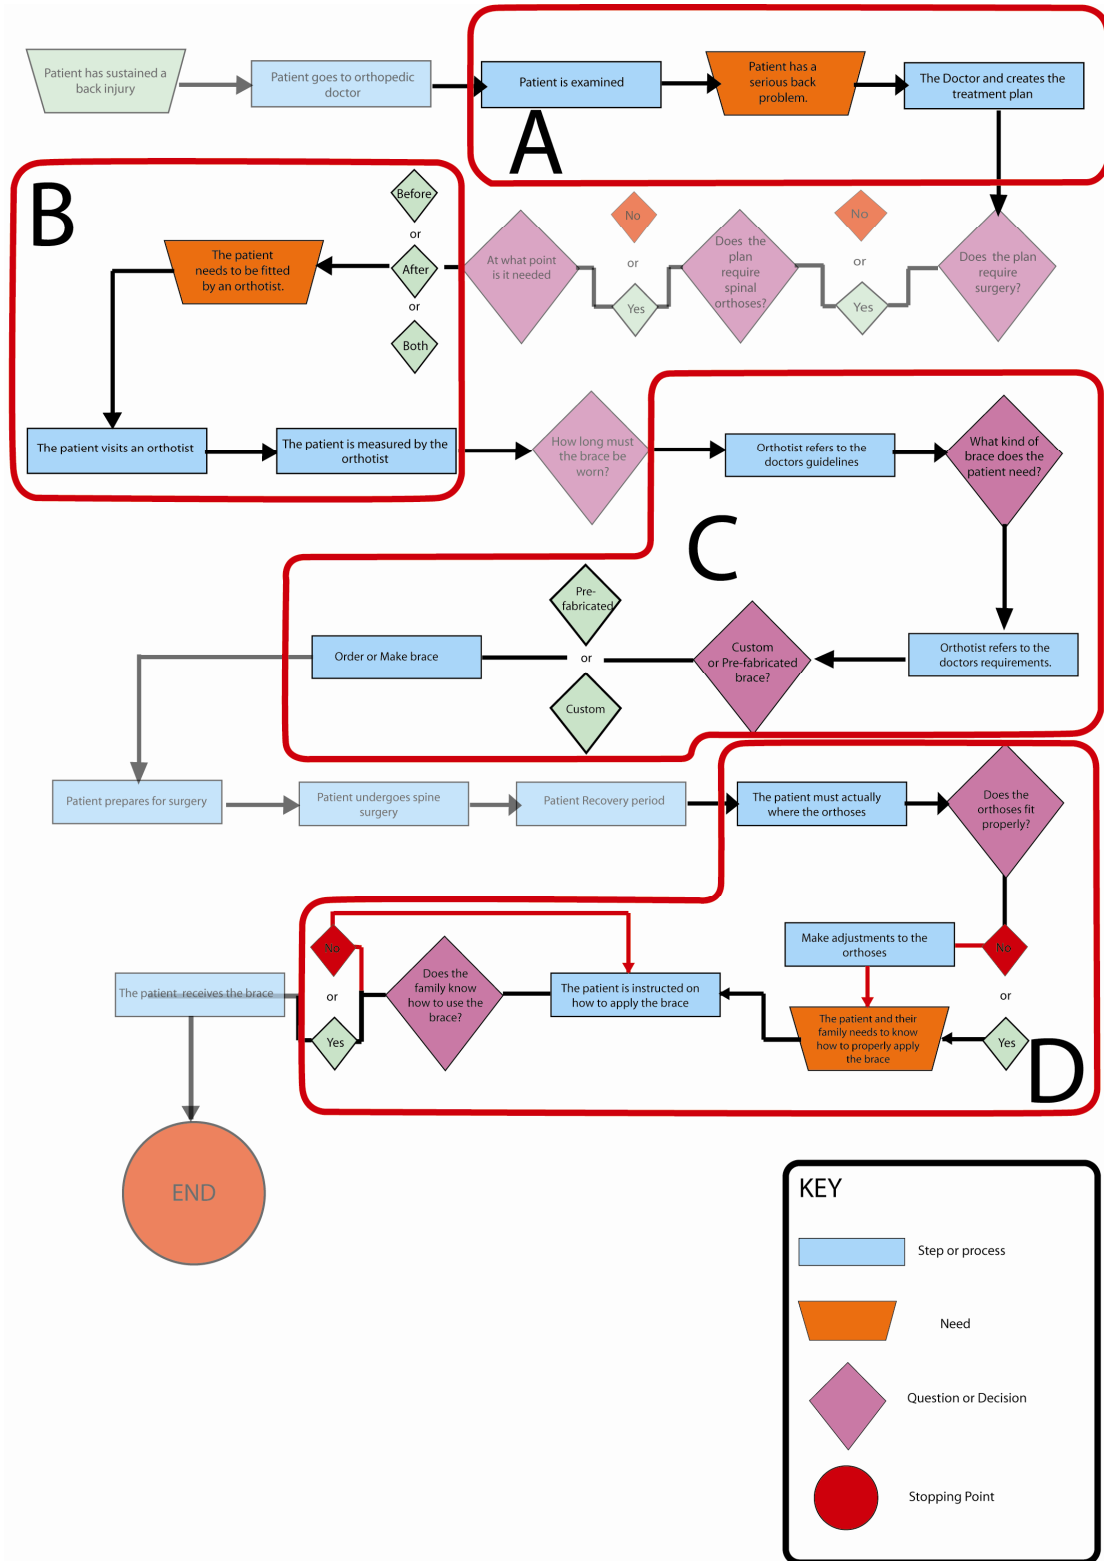 Patient has sustained a
back injury
Patient goes to orthopedic
doctor
Patient is examined
Patient has a
serious back
problem.
The Doctor and creates the
treatment plan
A
B
Before
or
After
or
Both
The patient
needs to be fitted
by an orthotist.
At what point
is it needed
No
or
Yes
Does the
plan
require
spinal
orthoses?
No
or
Yes
Does the plan
require
surgery?
The patient visits an orthotist
The patient is measured by the
orthotist
How long must
the brace be
worn?
Orthotist refers to the
doctors guidelines
What kind of
brace does the
patient need?
C
Pre-
fabricated
or
Custom
Order or Make brace
Custom
or Pre-fabricated
brace?
Orthotist refers to the
doctors requirements.
Patient prepares for surgery
Patient undergoes spine
surgery
Patient Recovery period
The patient must actually
where the orthoses
Does the
orthoses fit
properly?
No
or
Yes
Make adjustments to the
orthoses
The patient and their
family needs to know
how to properly apply
the brace
D
The patient is instructed on
how to apply the brace
Does the
family know
how to use the
brace?
No
or
Yes
The patient receives the brace
END
KEY
Step or process
Need
Question or Decision
Stopping Point